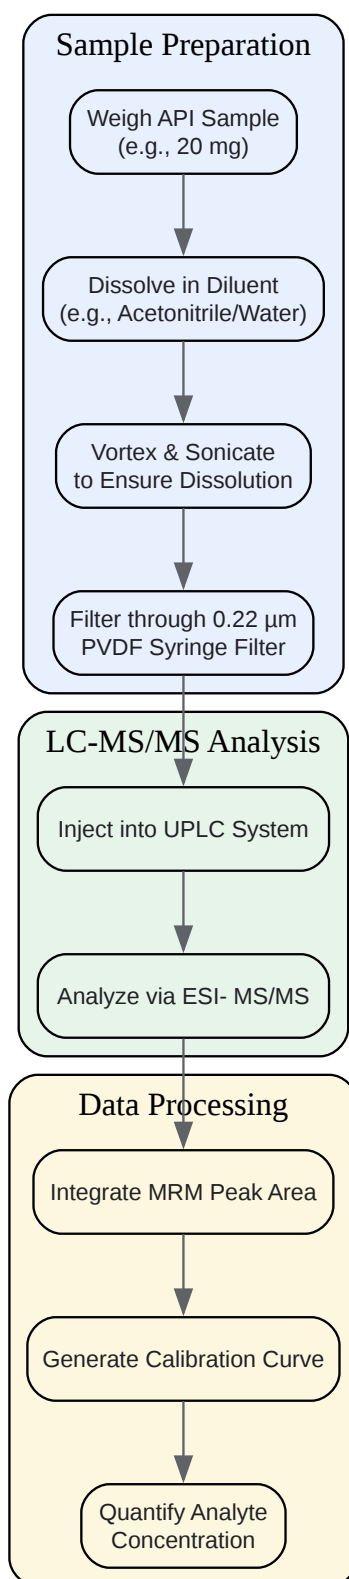 Sample Preparation
Weigh API Sample
(e.g., 20 mg)
Dissolve in Diluent
(e.g., Acetonitrile/Water)
Vortex & Sonicate
to Ensure Dissolution
Filter through 0.22 µm
PVDF Syringe Filter
LC-MS/MS Analysis
Inject into UPLC System
Analyze via ESI- MS/MS
Data Processing
Integrate MRM Peak Area
Generate Calibration Curve
Quantify Analyte
Concentration